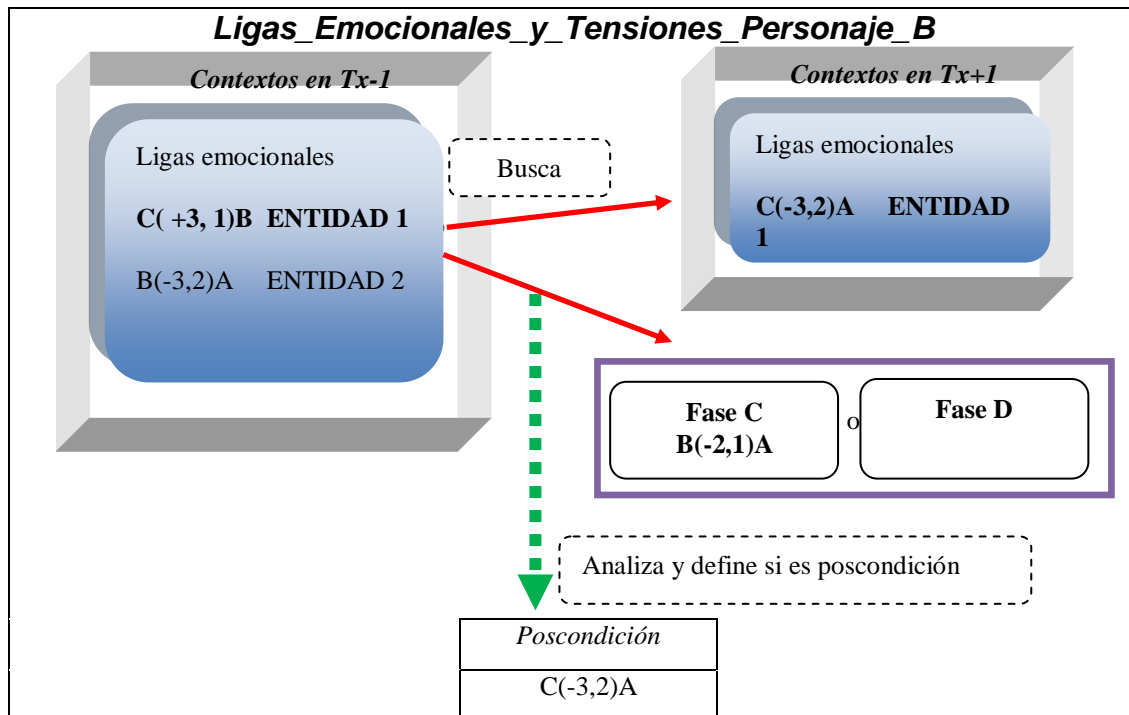 Ligas_Emocionales_y_Tensiones_Personaje_B
Contextos en Tx-1
Ligas emocionales
C( +3, 1)B ENTIDAD 1
B(-3,2)A ENTIDAD 2
Busca
Contextos en Tx+1
Ligas emocionales
C(-3,2)A ENTIDAD
1
Fase C
B(-2,1)A
o
Fase D
Analiza y define si es poscondición
Poscondición
C(-3,2)A